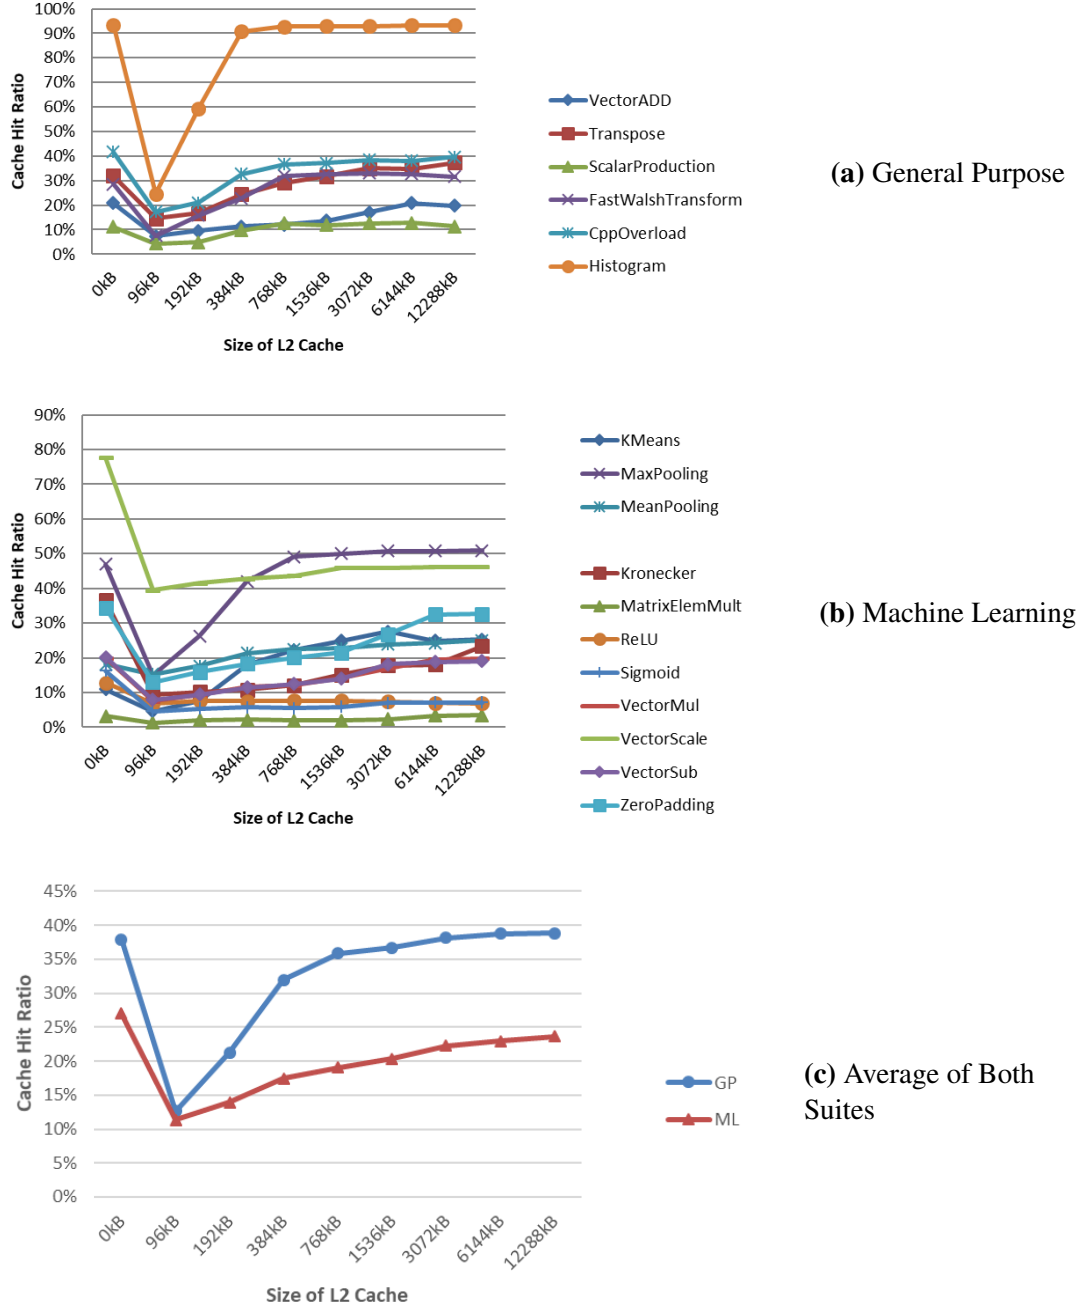 100%
90%
80%
70%
60%
50%
40%
30%
20%
10%
0%
Cache Hit Ratio
0kB
96kB
192kB
384kB
768kB
1536kB
3072kB
6144kB
12288kB
Size of L2 Cache
VectorADD
Transpose
ScalarProduction
FastWalshTransform
CppOverload
Histogram
(a) General Purpose
90%
80%
70%
60%
50%
40%
30%
20%
10%
0%
Cache Hit Ratio
0kB
96kB
192kB
384kB
768kB
1536kB
3072kB
6144kB
12288kB
Size of L2 Cache
KMeans
MaxPooling
MeanPooling
Kronecker
MatrixElemMult
ReLU
Sigmoid
VectorMul
VectorScale
VectorSub
ZeroPadding
(b) Machine Learning
45%
40%
35%
30%
25%
20%
15%
10%
5%
0%
Cache Hit Ratio
0kB
96kB
192kB
384kB
768kB
1536kB
3072kB
6144kB
12288kB
Size of L2 Cache
GP
ML
(c) Average of Both
Suites